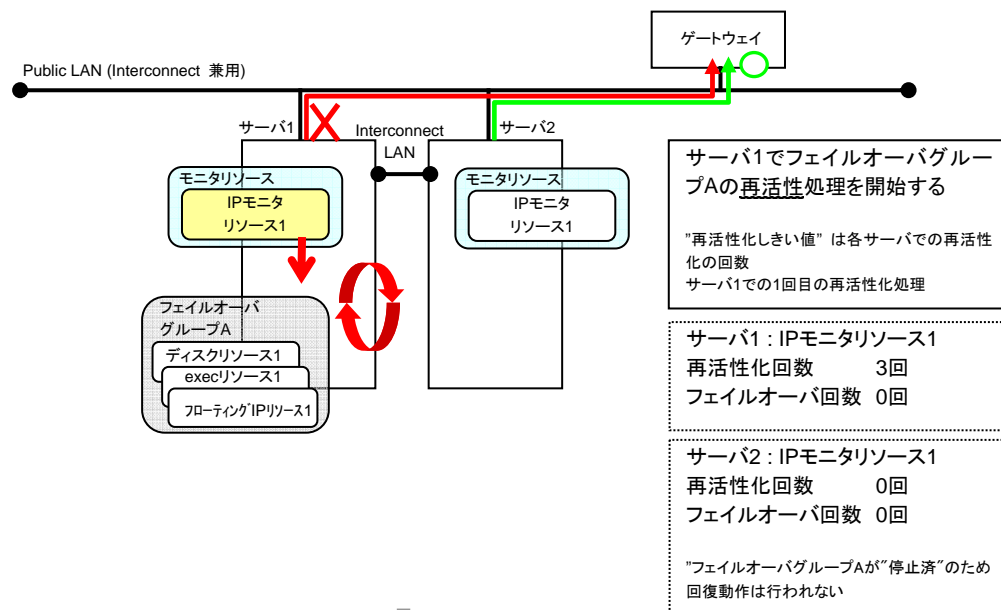 ゲートウェイ
Public LAN (Interconnect 兼用)
サーバ1
Interconnect
LAN
サーバ2
モニタリソース
IPモニタ
リソース1
モニタリソース
IPモニタ
リソース1
フェイルオーバ
グループA
ディスクリソース1
execリソース1
フローティングIPリソース1
サーバ1でフェイルオーバグルー
プAの再活性処理を開始する
"再活性化しきい値" は各サーバでの再活性
化の回数
サーバ1での1回目の再活性化処理
サーバ1 : IPモニタリソース1
再活性化回数 3回
フェイルオーバ回数 0回
サーバ2 : IPモニタリソース1
再活性化回数 0回
フェイルオーバ回数 0回
"フェイルオーバグループAが"停止済"のため
回復動作は行われない